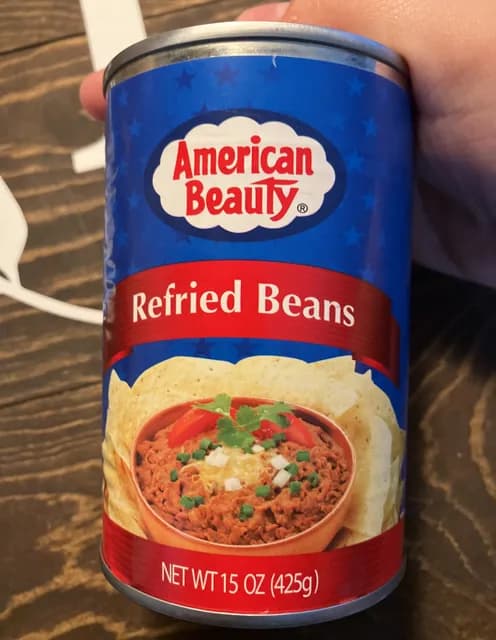 American
Beauty®
Refried Beans
NET WT 15 OZ (425g)